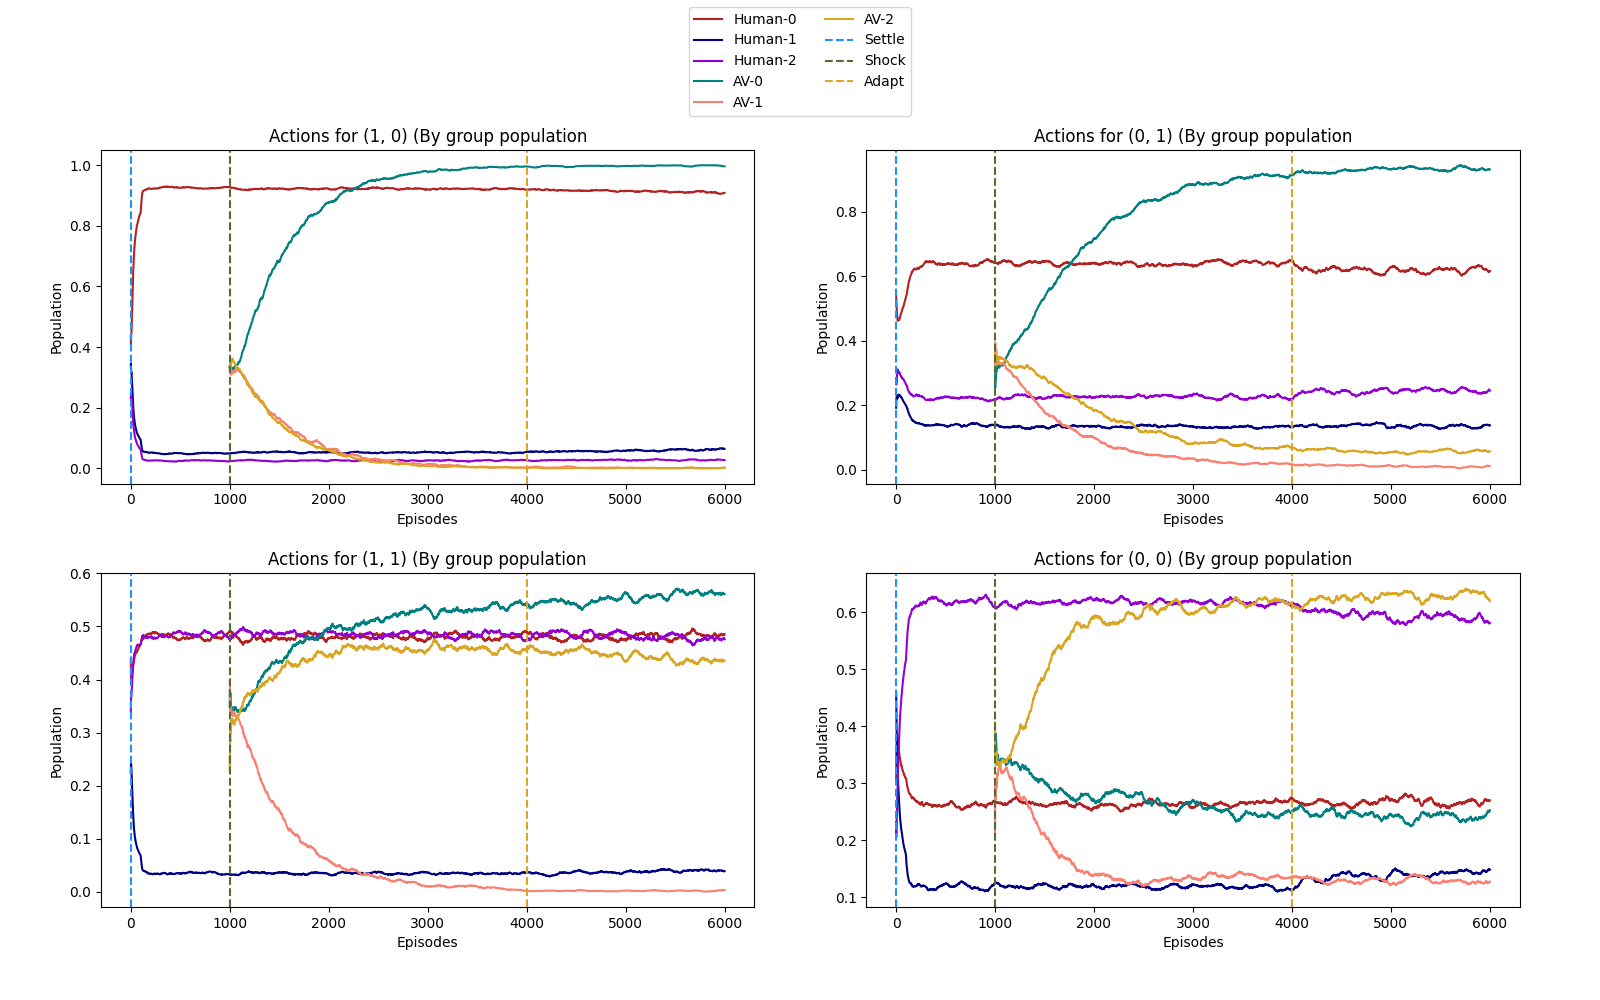 Human-0
Human-1
Human-2
AV-0
AV-1
AV-2
Settle
Shock
Adapt
Actions for (1, 0) (By group population
Population
1.0
0.8
0.6
0.4
0.2
0.0
0 1000 2000 3000 4000 5000 6000
Episodes
Actions for (0, 1) (By group population
Population
0.8
0.6
0.4
0.2
0.0
0 1000 2000 3000 4000 5000 6000
Episodes
Actions for (1, 1) (By group population
Population
0.6
0.5
0.4
0.3
0.2
0.1
0.0
0 1000 2000 3000 4000 5000 6000
Episodes
Actions for (0, 0) (By group population
Population
0.6
0.5
0.4
0.3
0.2
0.1
0 1000 2000 3000 4000 5000 6000
Episodes